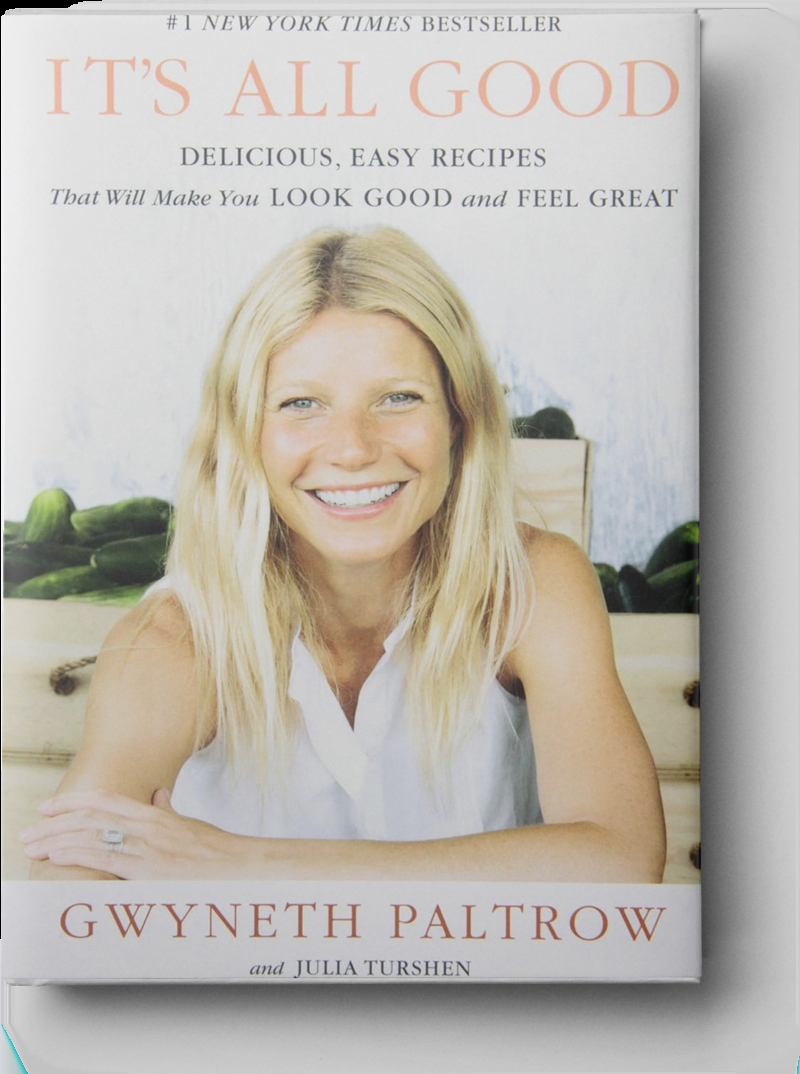 #1 NEW YORK TIMES BESTSELLER
IT'S ALL GOOD
DELICIOUS, EASY RECIPES
That Will Make You LOOK GOOD and FEEL GREAT
GWYNETH PALTROW
and JULIA TURSHEN